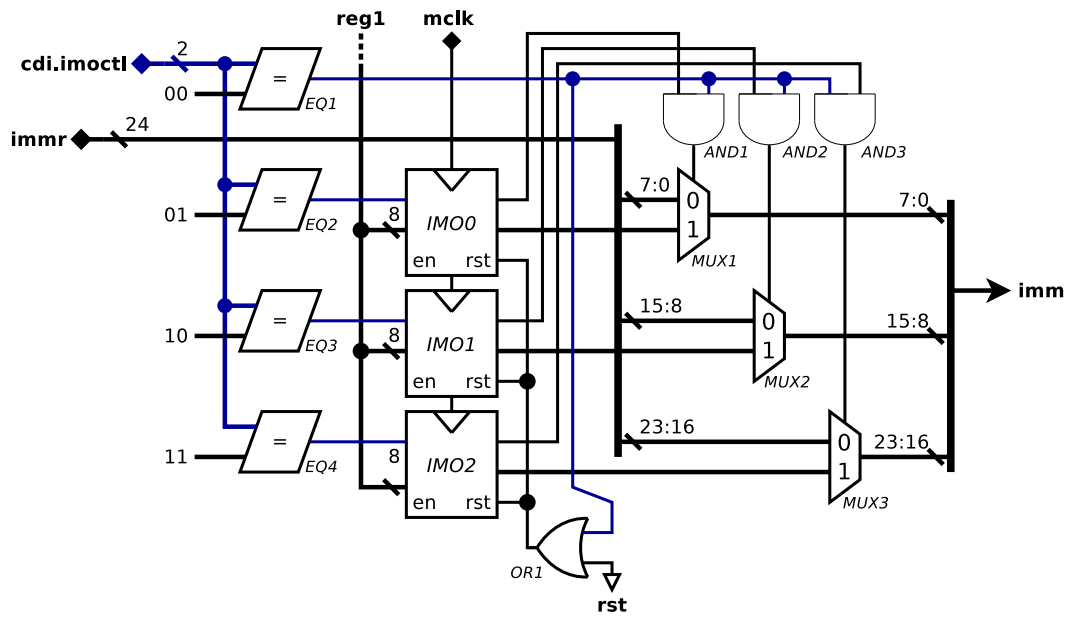 reg1
mclk
cdi.imoctl
2
=
00
EQ1
immr
24
AND1
AND2
AND3
=
01
EQ2
8
IMO0
en
rst
7:0
0
1
MUX1
7:0
=
10
EQ3
8
IMO1
en
rst
15:8
0
1
MUX2
15:8
imm
=
11
EQ4
8
IMO2
en
rst
23:16
0
1
MUX3
23:16
OR1
rst